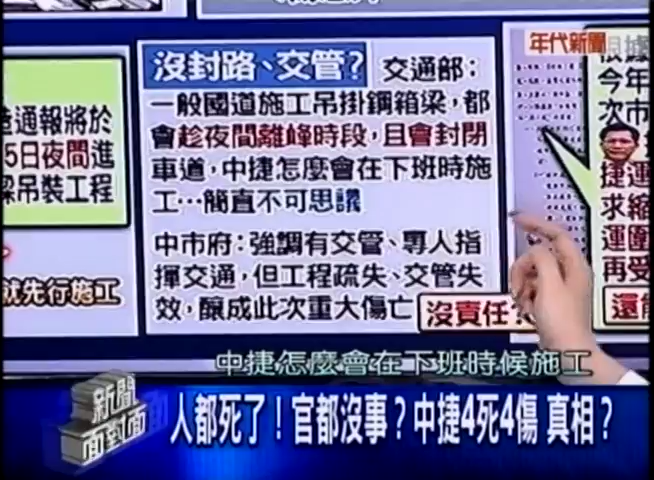 沒封路、交管？ 交通部：
一般國道施工吊掛鋼箱梁，都
會趁夜間離峰時段，且會封閉
車道，中捷怎麼會在下班時施
工…簡直不可思議
中市府：強調有交管、專人指
揮交通，但工程疏失、交管失
效，釀成此次重大傷亡
沒責任？
通報將於
5日夜間進
梁吊裝工程
就先行施工
年代新聞
今年
次市
捷運
求縮
運圍
再受
中捷怎麼會在下班時候施工
新聞
面對面
人都死了！官都沒事？中捷4死4傷 真相？